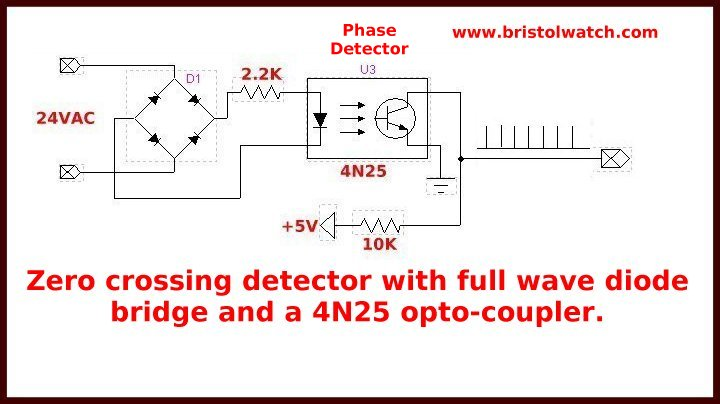 Phase
Detector
www.bristolwatch.com
U3
D1
2.2K
24VAC
4N25
+5V
10K
Zero crossing detector with full wave diode
bridge and a 4N25 opto-coupler.